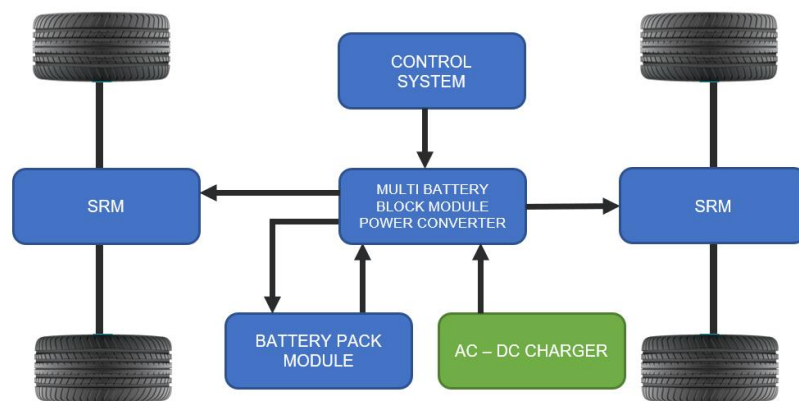 CONTROL
SYSTEM
SRM
MULTI BATTERY
BLOCK MODULE
POWER CONVERTER
SRM
BATTERY PACK
MODULE
AC – DC CHARGER